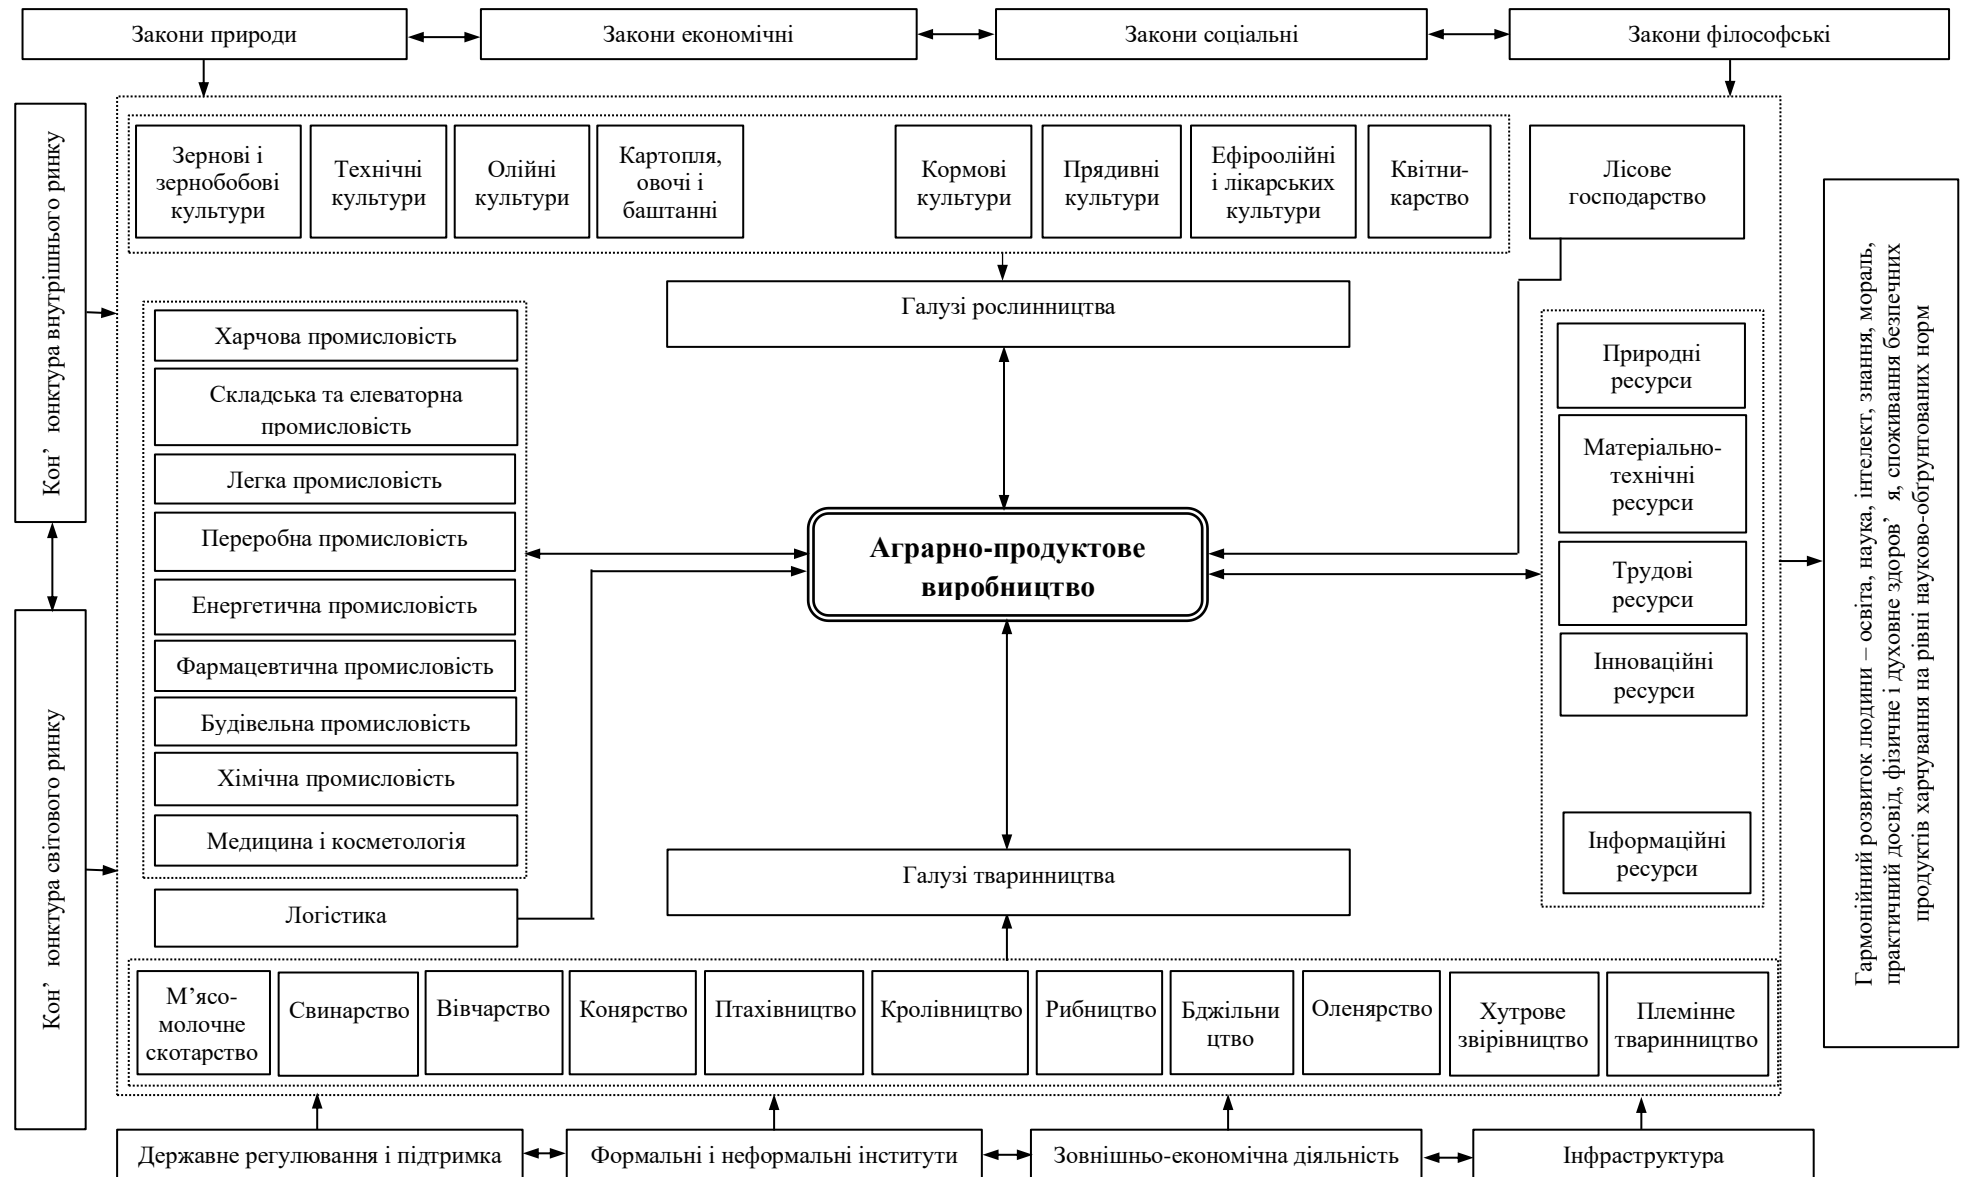 Закони природи
Закони економічні
Закони соціальні
Закони філософські
Кон’юнктура внутрішнього ринку
Кон’юнктура світового ринку
Зернові і
зернобобові
культури
Технічні
культури
Олійні
культури
Картопля,
овочі і
баштанні
Кормові
культури
Прядивні
культури
Ефіроолійні
і лікарських
культури
Квітни-
карство
Лісове
господарство
Галузі рослинництва
Харчова промисловість
Складська та елеваторна
промисловість
Легка промисловість
Переробна промисловість
Енергетична промисловість
Фармацевтична промисловість
Будівельна промисловість
Хімічна промисловість
Медицина і косметологія
Логістика
Аграрно-продуктове
виробництво
Природні
ресурси
Матеріально-
технічні
ресурси
Трудові
ресурси
Інноваційні
ресурси
Інформаційні
ресурси
Гармонійний розвиток людини – освіта, наука, інтелект, знання, мораль,
практичний досвід, фізичне і духовне здоров’я, споживання безпечних
продуктів харчування на рівні науково-обґрунтованих норм
Галузі тваринництва
М’ясо-
молочне
скотарство
Свинарство
Вівчарство
Конярство
Птахівництво
Кролівництво
Рибництво
Бджільни
цтво
Оленярство
Хутрове
звірівництво
Племінне
тваринництво
Державне регулювання і підтримка
Формальні і неформальні інститути
Зовнішньо-економічна діяльність
Інфраструктура